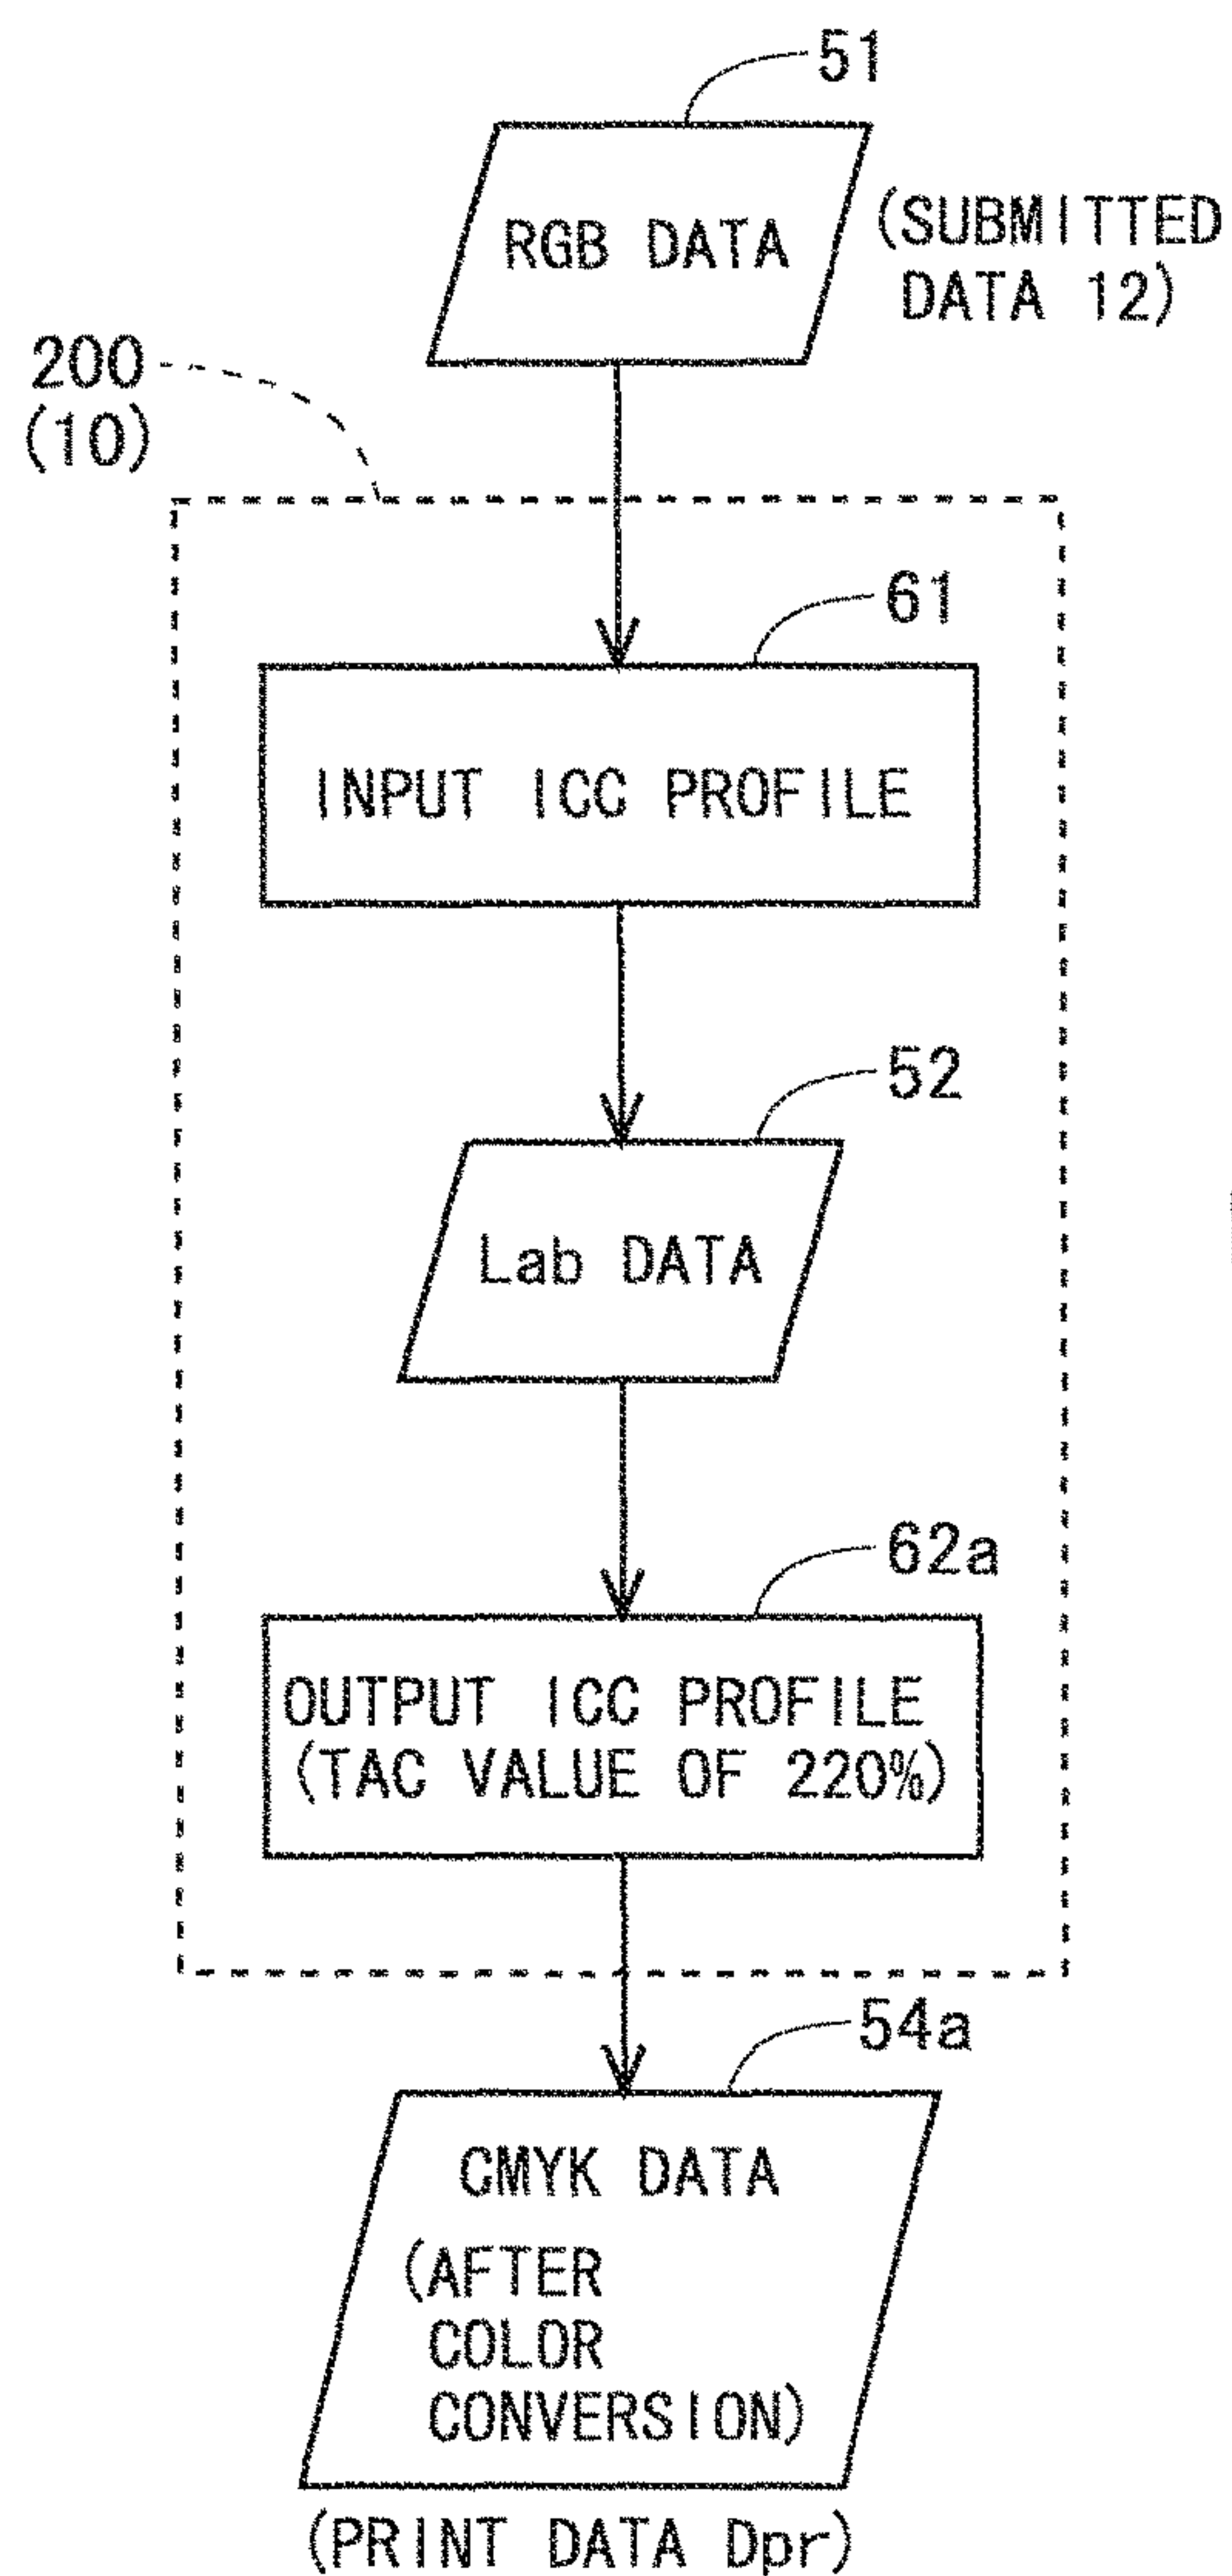 51
RGB DATA
(SUBMITTED
DATA 12)
200
(10)
61
INPUT ICC PROFILE
52
Lab DATA
62a
OUTPUT ICC PROFILE
(TAC VALUE OF 220%)
54a
CMYK DATA
(AFTER
COLOR
CONVERSION)
(PRINT DATA Dpr)